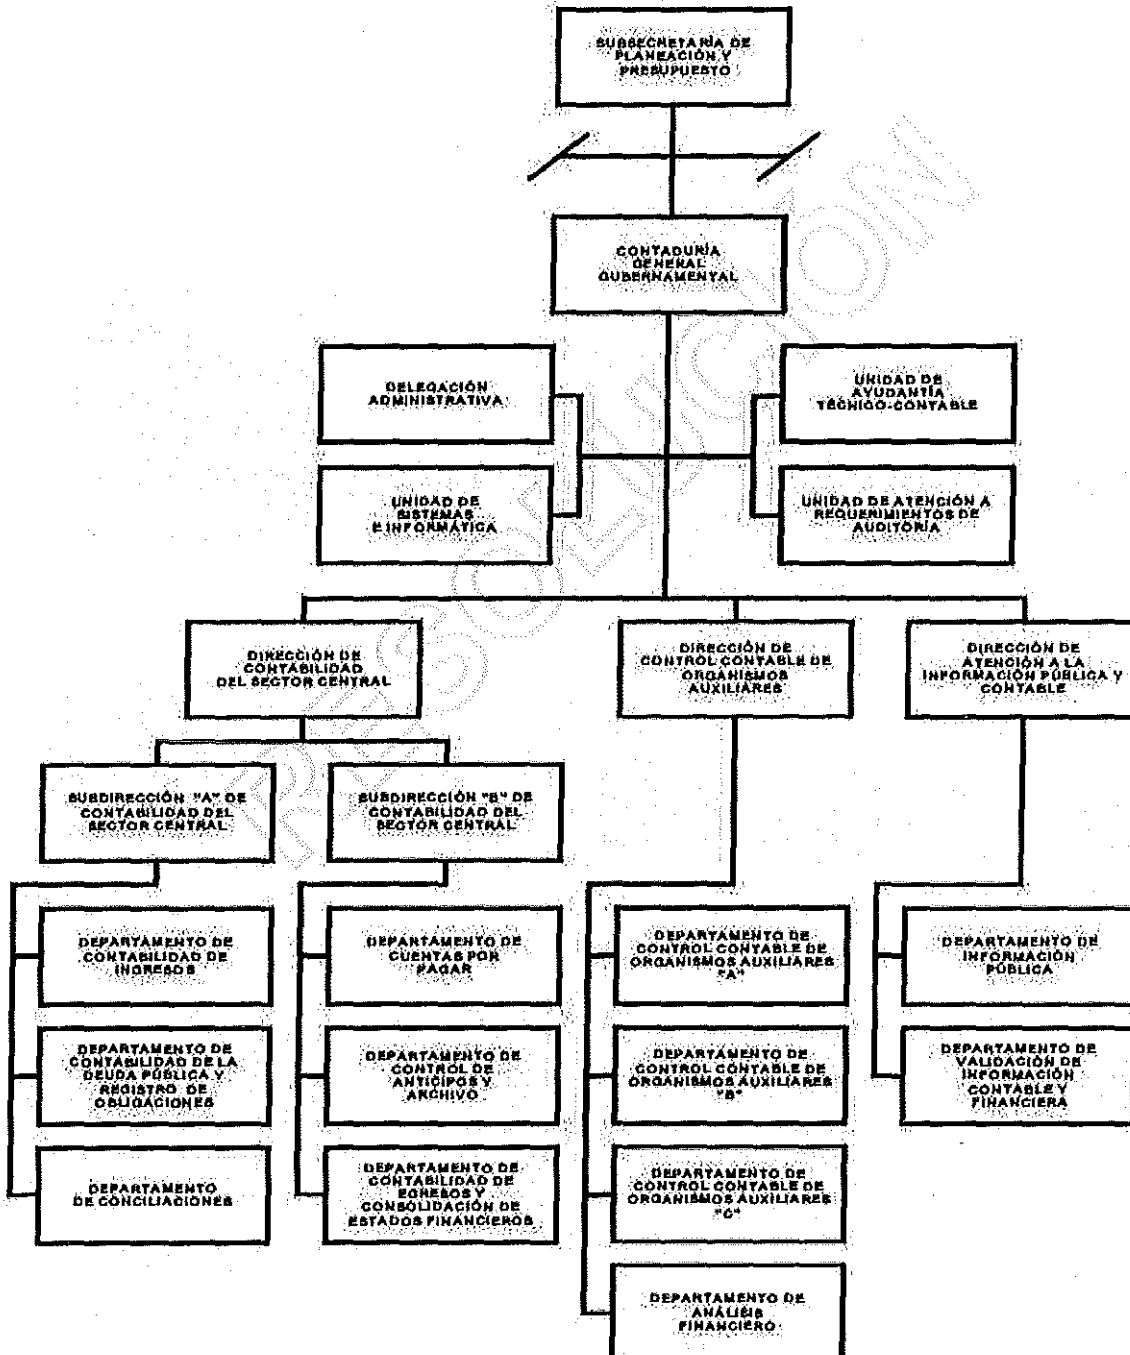 SUBSECRETARÍA DE
PLANEACIÓN Y
PRESUPUESTO
CONTADURÍA
GENERAL
GUBERNAMENTAL
DELEGACIÓN
ADMINISTRATIVA
UNIDAD DE
AYUDANTÍA
TÉCNICO-CONTABLE
UNIDAD DE
SISTEMAS
E INFORMÁTICA
UNIDAD DE ATENCIÓN A
REQUERIMIENTOS DE
AUDITORÍA
DIRECCIÓN DE
CONTABILIDAD
DEL SECTOR CENTRAL
DIRECCIÓN DE
CONTROL CONTABLE DE
ORGANISMOS
AUXILIARES
DIRECCIÓN DE
ATENCIÓN A LA
INFORMACIÓN PÚBLICA Y
CONTABLE
SUBDIRECCIÓN "A" DE
CONTABILIDAD DEL
SECTOR CENTRAL
SUBDIRECCIÓN "B" DE
CONTABILIDAD DEL
SECTOR CENTRAL
DEPARTAMENTO DE
CONTABILIDAD DE
INGRESOS
DEPARTAMENTO DE
CUENTAS POR
PAGAR
DEPARTAMENTO DE
CONTROL CONTABLE DE
ORGANISMOS AUXILIARES
"A"
DEPARTAMENTO DE
INFORMACIÓN
PÚBLICA
DEPARTAMENTO DE
CONTABILIDAD DE LA
DEUDA PÚBLICA Y
REGISTRO DE
OBLIGACIONES
DEPARTAMENTO DE
CONTROL DE
ANTICIPOS Y
ARCHIVO
DEPARTAMENTO DE
CONTROL CONTABLE DE
ORGANISMOS AUXILIARES
"B"
DEPARTAMENTO DE
VALIDACIÓN DE
INFORMACIÓN
CONTABLE Y
FINANCIERA
DEPARTAMENTO
DE CONCILIACIONES
DEPARTAMENTO DE
CONTABILIDAD DE
EGRESOS Y
CONSOLIDACIÓN DE
ESTADOS FINANCIEROS
DEPARTAMENTO DE
CONTROL CONTABLE DE
ORGANISMOS AUXILIARES
"C"
DEPARTAMENTO DE
ANÁLISIS
FINANCIERO
RESOLUCIÓN